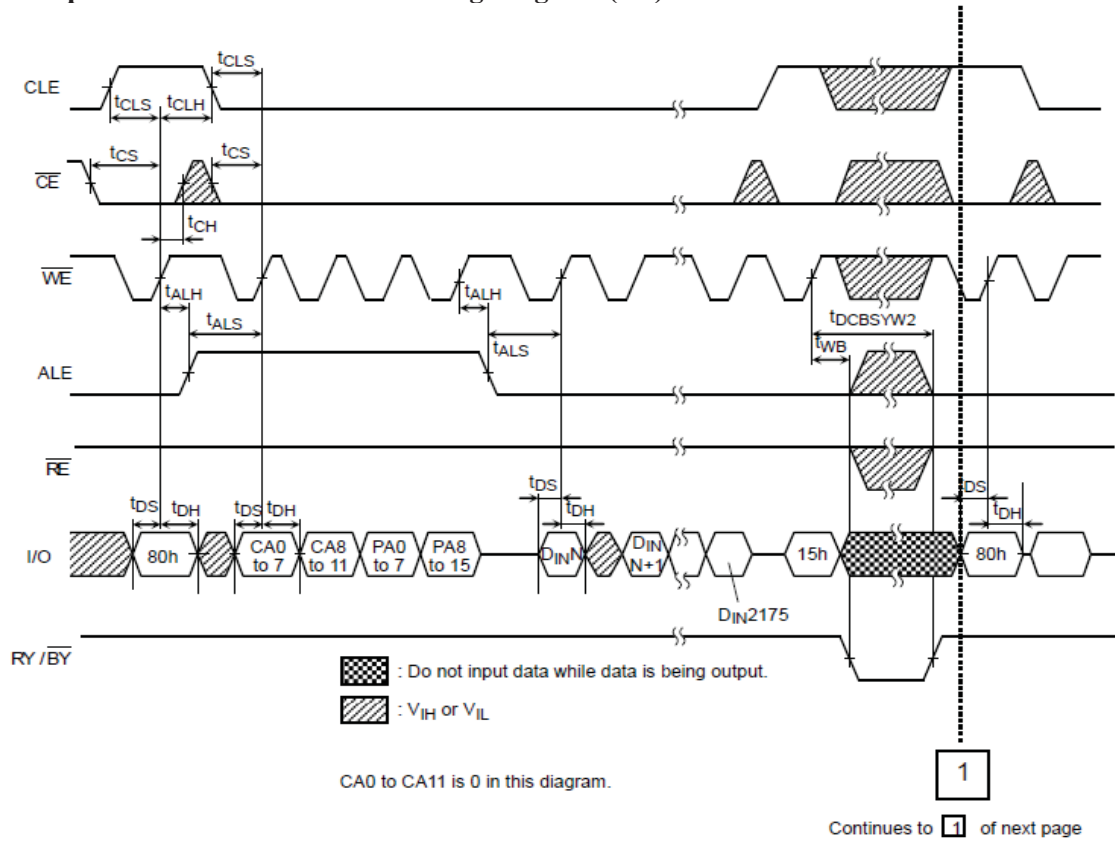 tCLS
CLE
tCLS tCLH
tCS tCS
CE
tCH
WE
tALH tALH
tALS tDCBSYW2
tALS tWB
ALE
RE
tDS DS
tDS tDH tDS tDH tDH tDH
I/O 80h CA0 to 7 CA8 to 11 PA0 to 7 PA8 to 15 DINN DIN N+1 15h 80h
DIN2175
RY /BY
: Do not input data while data is being output.
: VIH or VIL
CA0 to CA11 is 0 in this diagram.
1
Continues to 1 of next page